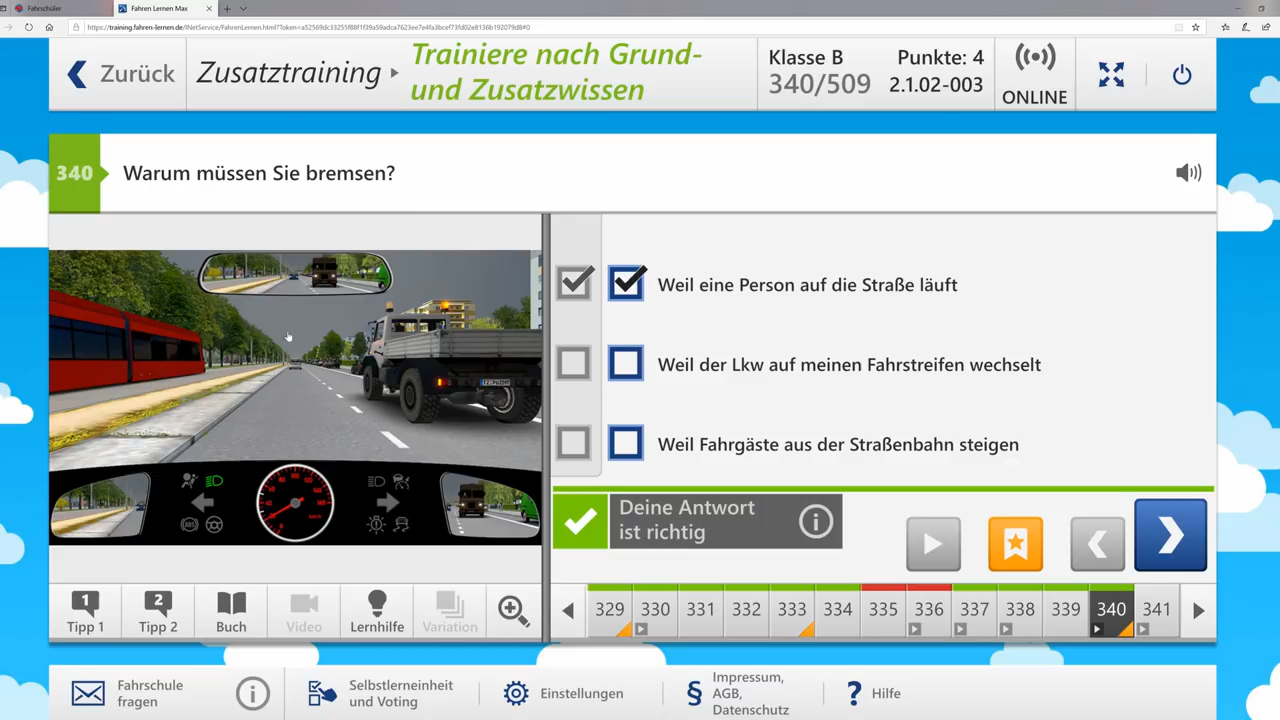 Fahrschüler
Fahren Lernen Max
Zurück
Zusatztraining
Trainiere nach Grund-
und Zusatzwissen
Klasse B
340/509
Punkte: 4
2.1.02-003
ONLINE
340
Warum müssen Sie bremsen?
Weil eine Person auf die Straße läuft
Weil der Lkw auf meinen Fahrstreifen wechselt
Weil Fahrgäste aus der Straßenbahn steigen
Deine Antwort
ist richtig
1
Tipp 1
2
Tipp 2
Buch
Video
Lernhilfe
Variation
329
330
331
332
333
334
335
336
337
338
339
340
341
Fahrschule
fragen
Selbstlerneinheit
und Voting
Einstellungen
§
Impressum,
AGB,
Datenschutz
?
Hilfe